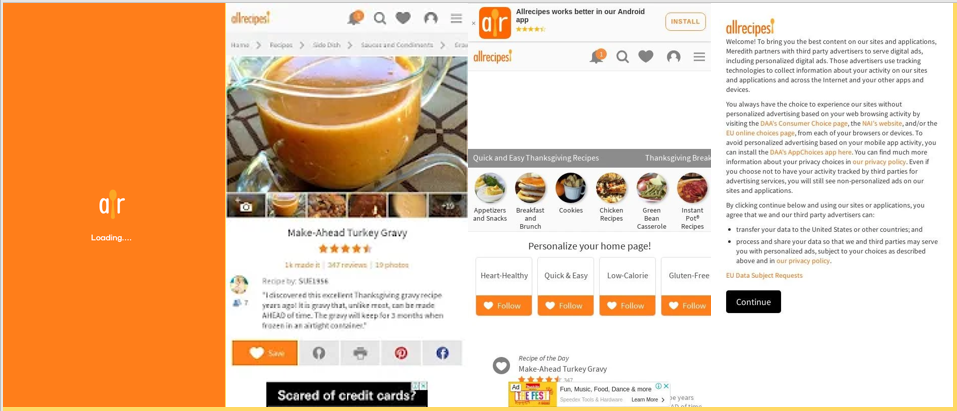 ar
Loading....
allrecipes!
Home > Recipes > Side Dish > Sauces and Condiments >
Make-Ahead Turkey Gravy
1k made it | 347 reviews | 19 photos
Recipe by: SUE1956
7
"I discovered this excellent Thanksgiving gravy recipe
years ago! It is gravy that, unlike most, can be made
AHEAD of time. The gravy will keep for 3 months when
frozen in an airtight container."
Save
Scared of credit cards?
Allrecipes works better in our Android
app
INSTALL
allrecipes!
1
Quick and Easy Thanksgiving Recipes
Thanksgiving Break
Appetizers
and Snacks
Breakfast
and
Brunch
Cookies
Chicken
Recipes
Green
Bean
Casserole
Instant
Pot®
Recipes
Personalize your home page!
Heart-Healthy
Quick & Easy
Low-Calorie
Gluten-Free
Follow
Follow
Follow
Follow
Recipe of the Day
Make-Ahead Turkey Gravy
347
Ad
Fun, Music, Food, Dance & more
Learn More >
allrecipes!
Welcome! To bring you the best content on our sites and applications,
Meredith partners with third party advertisers to serve digital ads,
including personalized digital ads. Those advertisers use tracking
technologies to collect information about your activity on our sites
and applications and across the Internet and your other apps and
devices.
You always have the choice to experience our sites without
personalized advertising based on your web browsing activity by
visiting the DAA's Consumer Choice page, the NAI's website, and/or the
EU online choices page, from each of your browsers or devices. To
avoid personalized advertising based on your mobile app activity, you
can install the DAA's AppChoices app here. You can find much more
information about your privacy choices in our privacy policy. Even if
you choose not to have your activity tracked by third parties for
advertising services, you will still see non-personalized ads on our
sites and applications.
By clicking continue below and using our sites or applications, you
agree that we and our third party advertisers can:
• transfer your data to the United States or other countries; and
• process and share your data so that we and third parties may serve
you with personalized ads, subject to your choices as described
above and in our privacy policy.
EU Data Subject Requests
Continue